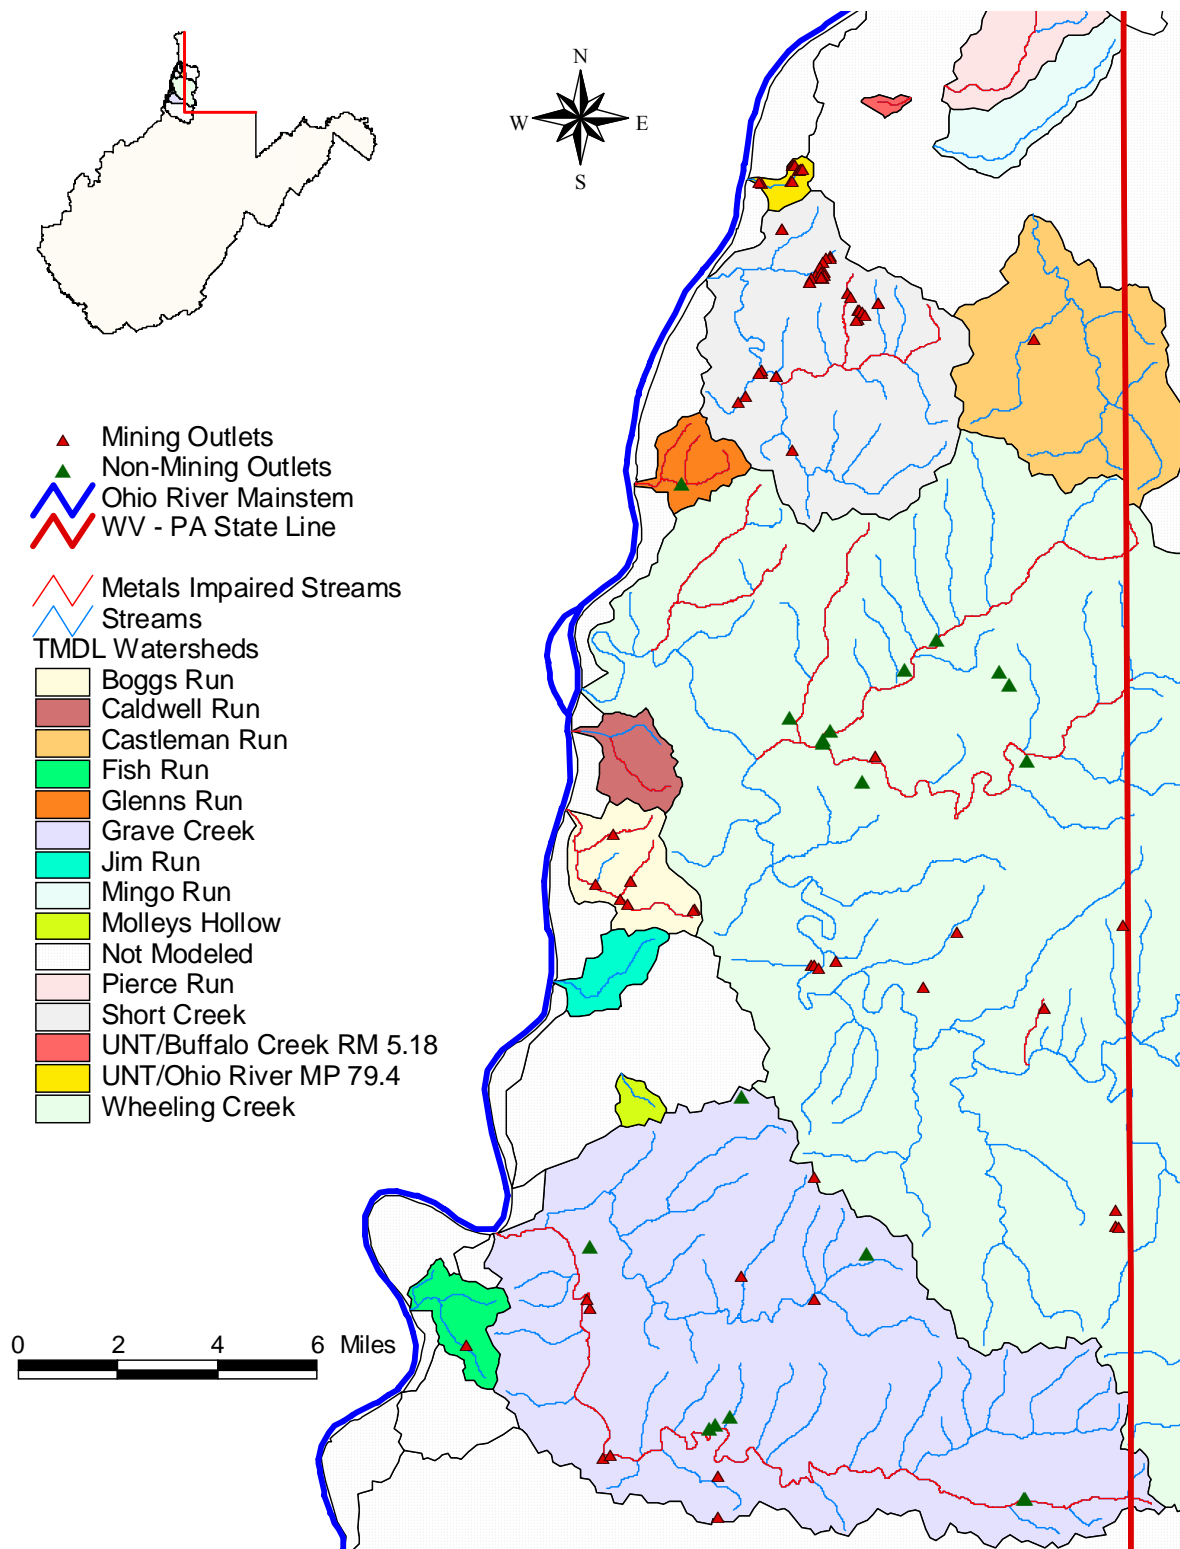 N
W E
S
Mining Outlets
Non-Mining Outlets
Ohio River Mainstem
WV - PA State Line
Metals Impaired Streams
Streams
TMDL Watersheds
Boggs Run
Caldwell Run
Castleman Run
Fish Run
Glenns Run
Grave Creek
Jim Run
Mingo Run
Molleys Hollow
Not Modeled
Pierce Run
Short Creek
UNT/Buffalo Creek RM 5.18
UNT/Ohio River MP 79.4
Wheeling Creek
0 2 4 6 Miles